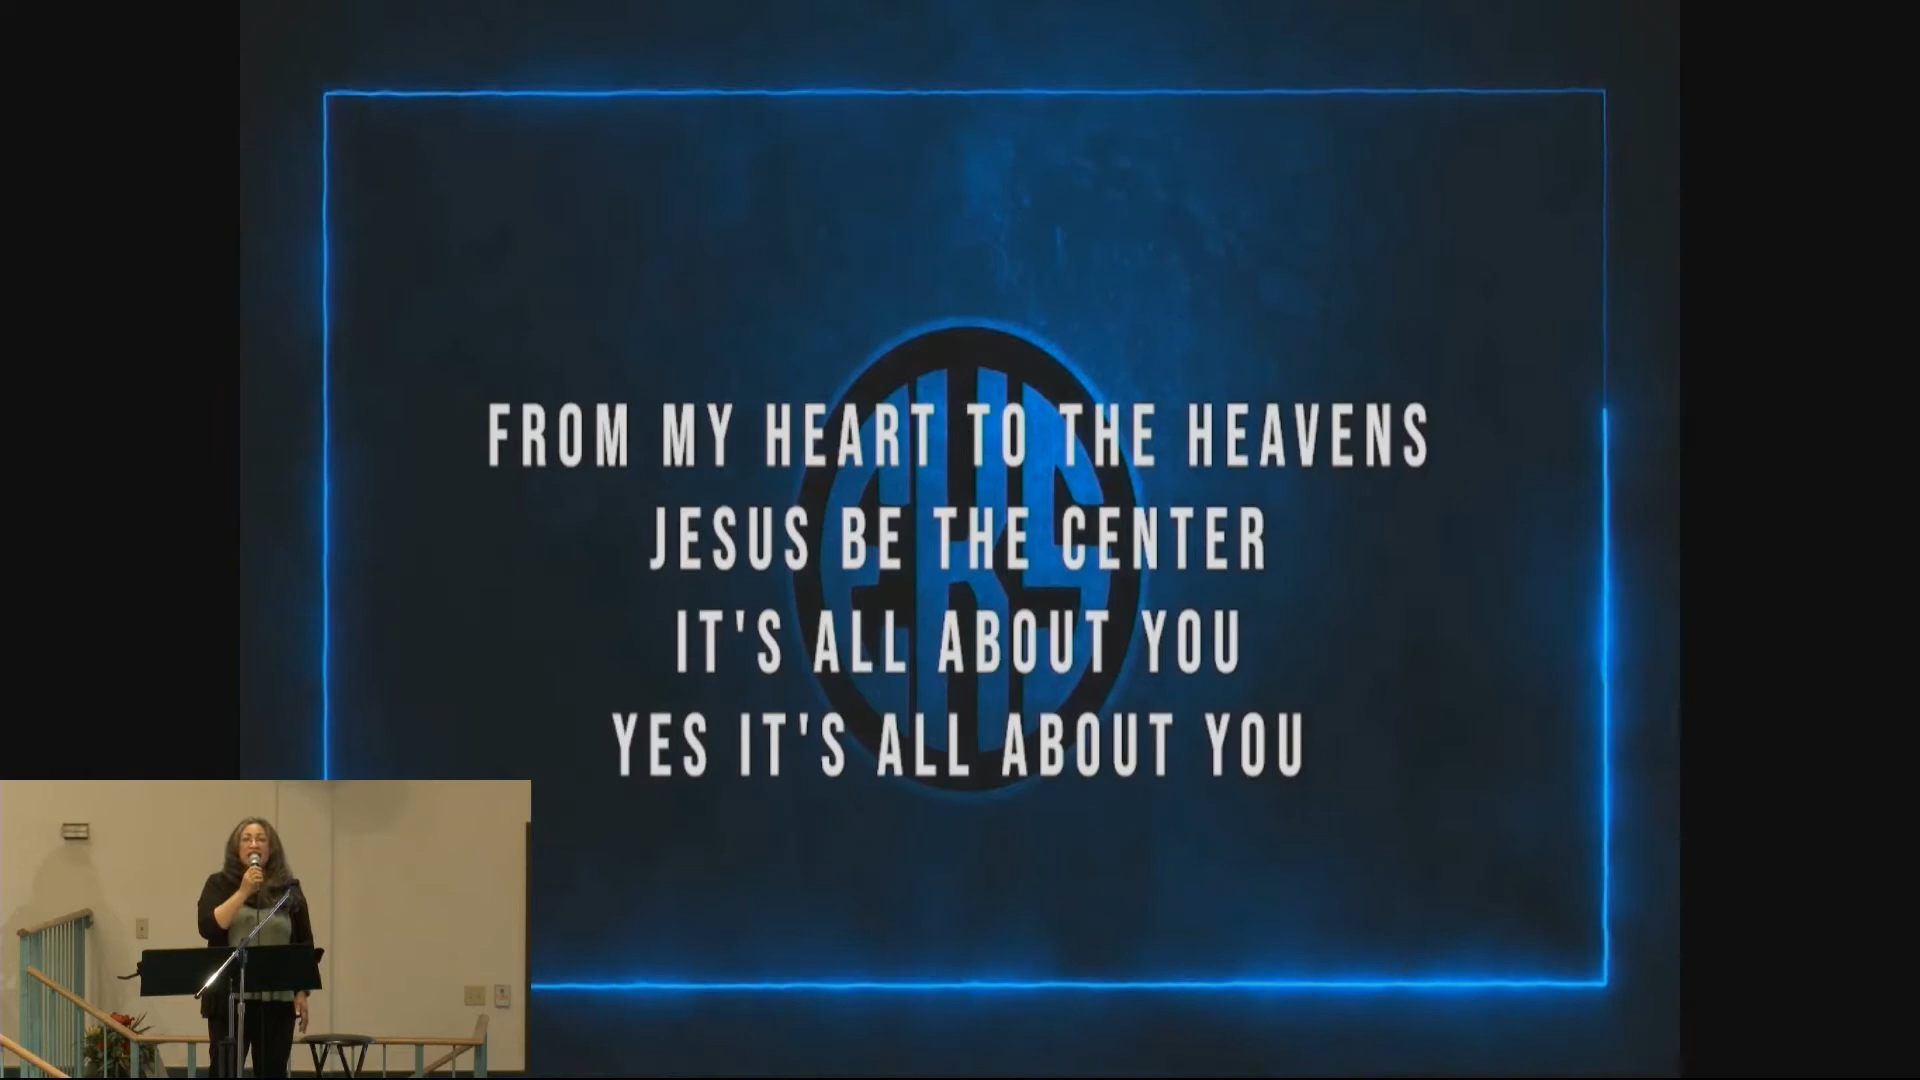 FROM MY HEART TO THE HEAVENS
JESUS BE THE CENTER
IT'S ALL ABOUT YOU
YES IT'S ALL ABOUT YOU
EKS